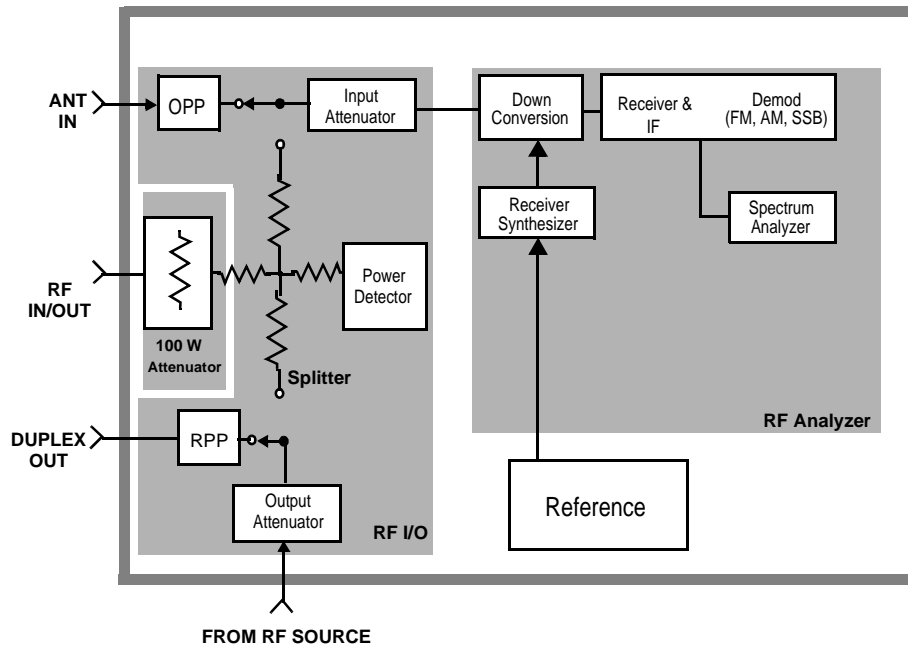 ANT
IN
OPP
Input
Attenuator
Down
Conversion
Receiver &
IF
Demod
(FM, AM, SSB)
Receiver
Synthesizer
Spectrum
Analyzer
RF
IN/OUT
100 W
Attenuator
Power
Detector
Splitter
DUPLEX
OUT
RPP
Output
Attenuator
RF I/O
RF Analyzer
Reference
FROM RF SOURCE